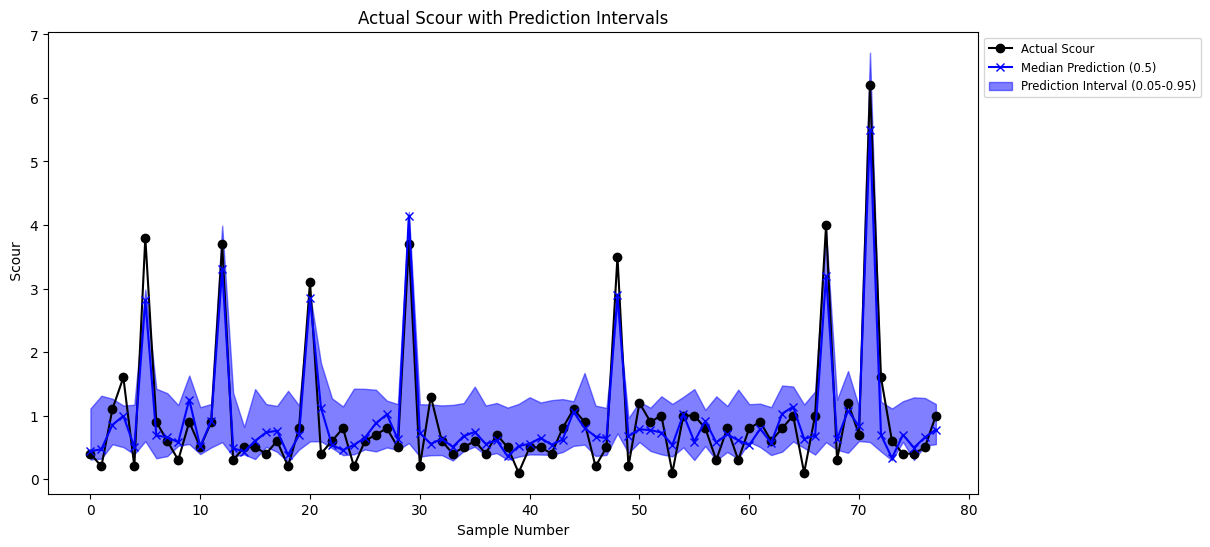 Actual Scour with Prediction Intervals
7
6
5
4
3
2
1
0
Scour
0 10 20 30 40 50 60 70 80
Sample Number
Actual Scour
Median Prediction (0.5)
Prediction Interval (0.05-0.95)